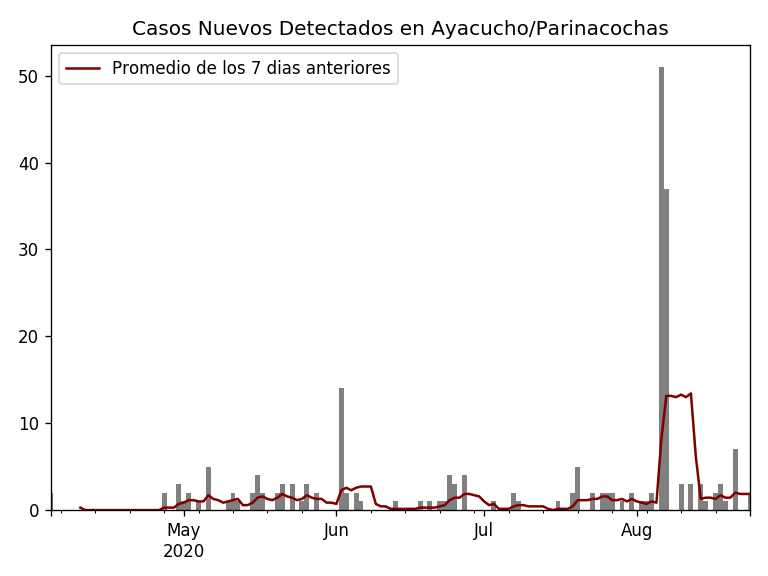 Casos Nuevos Detectados en Ayacucho/Parinacochas
Promedio de los 7 dias anteriores
50
40
30
20
10
0
May Jun Jul Aug
2020